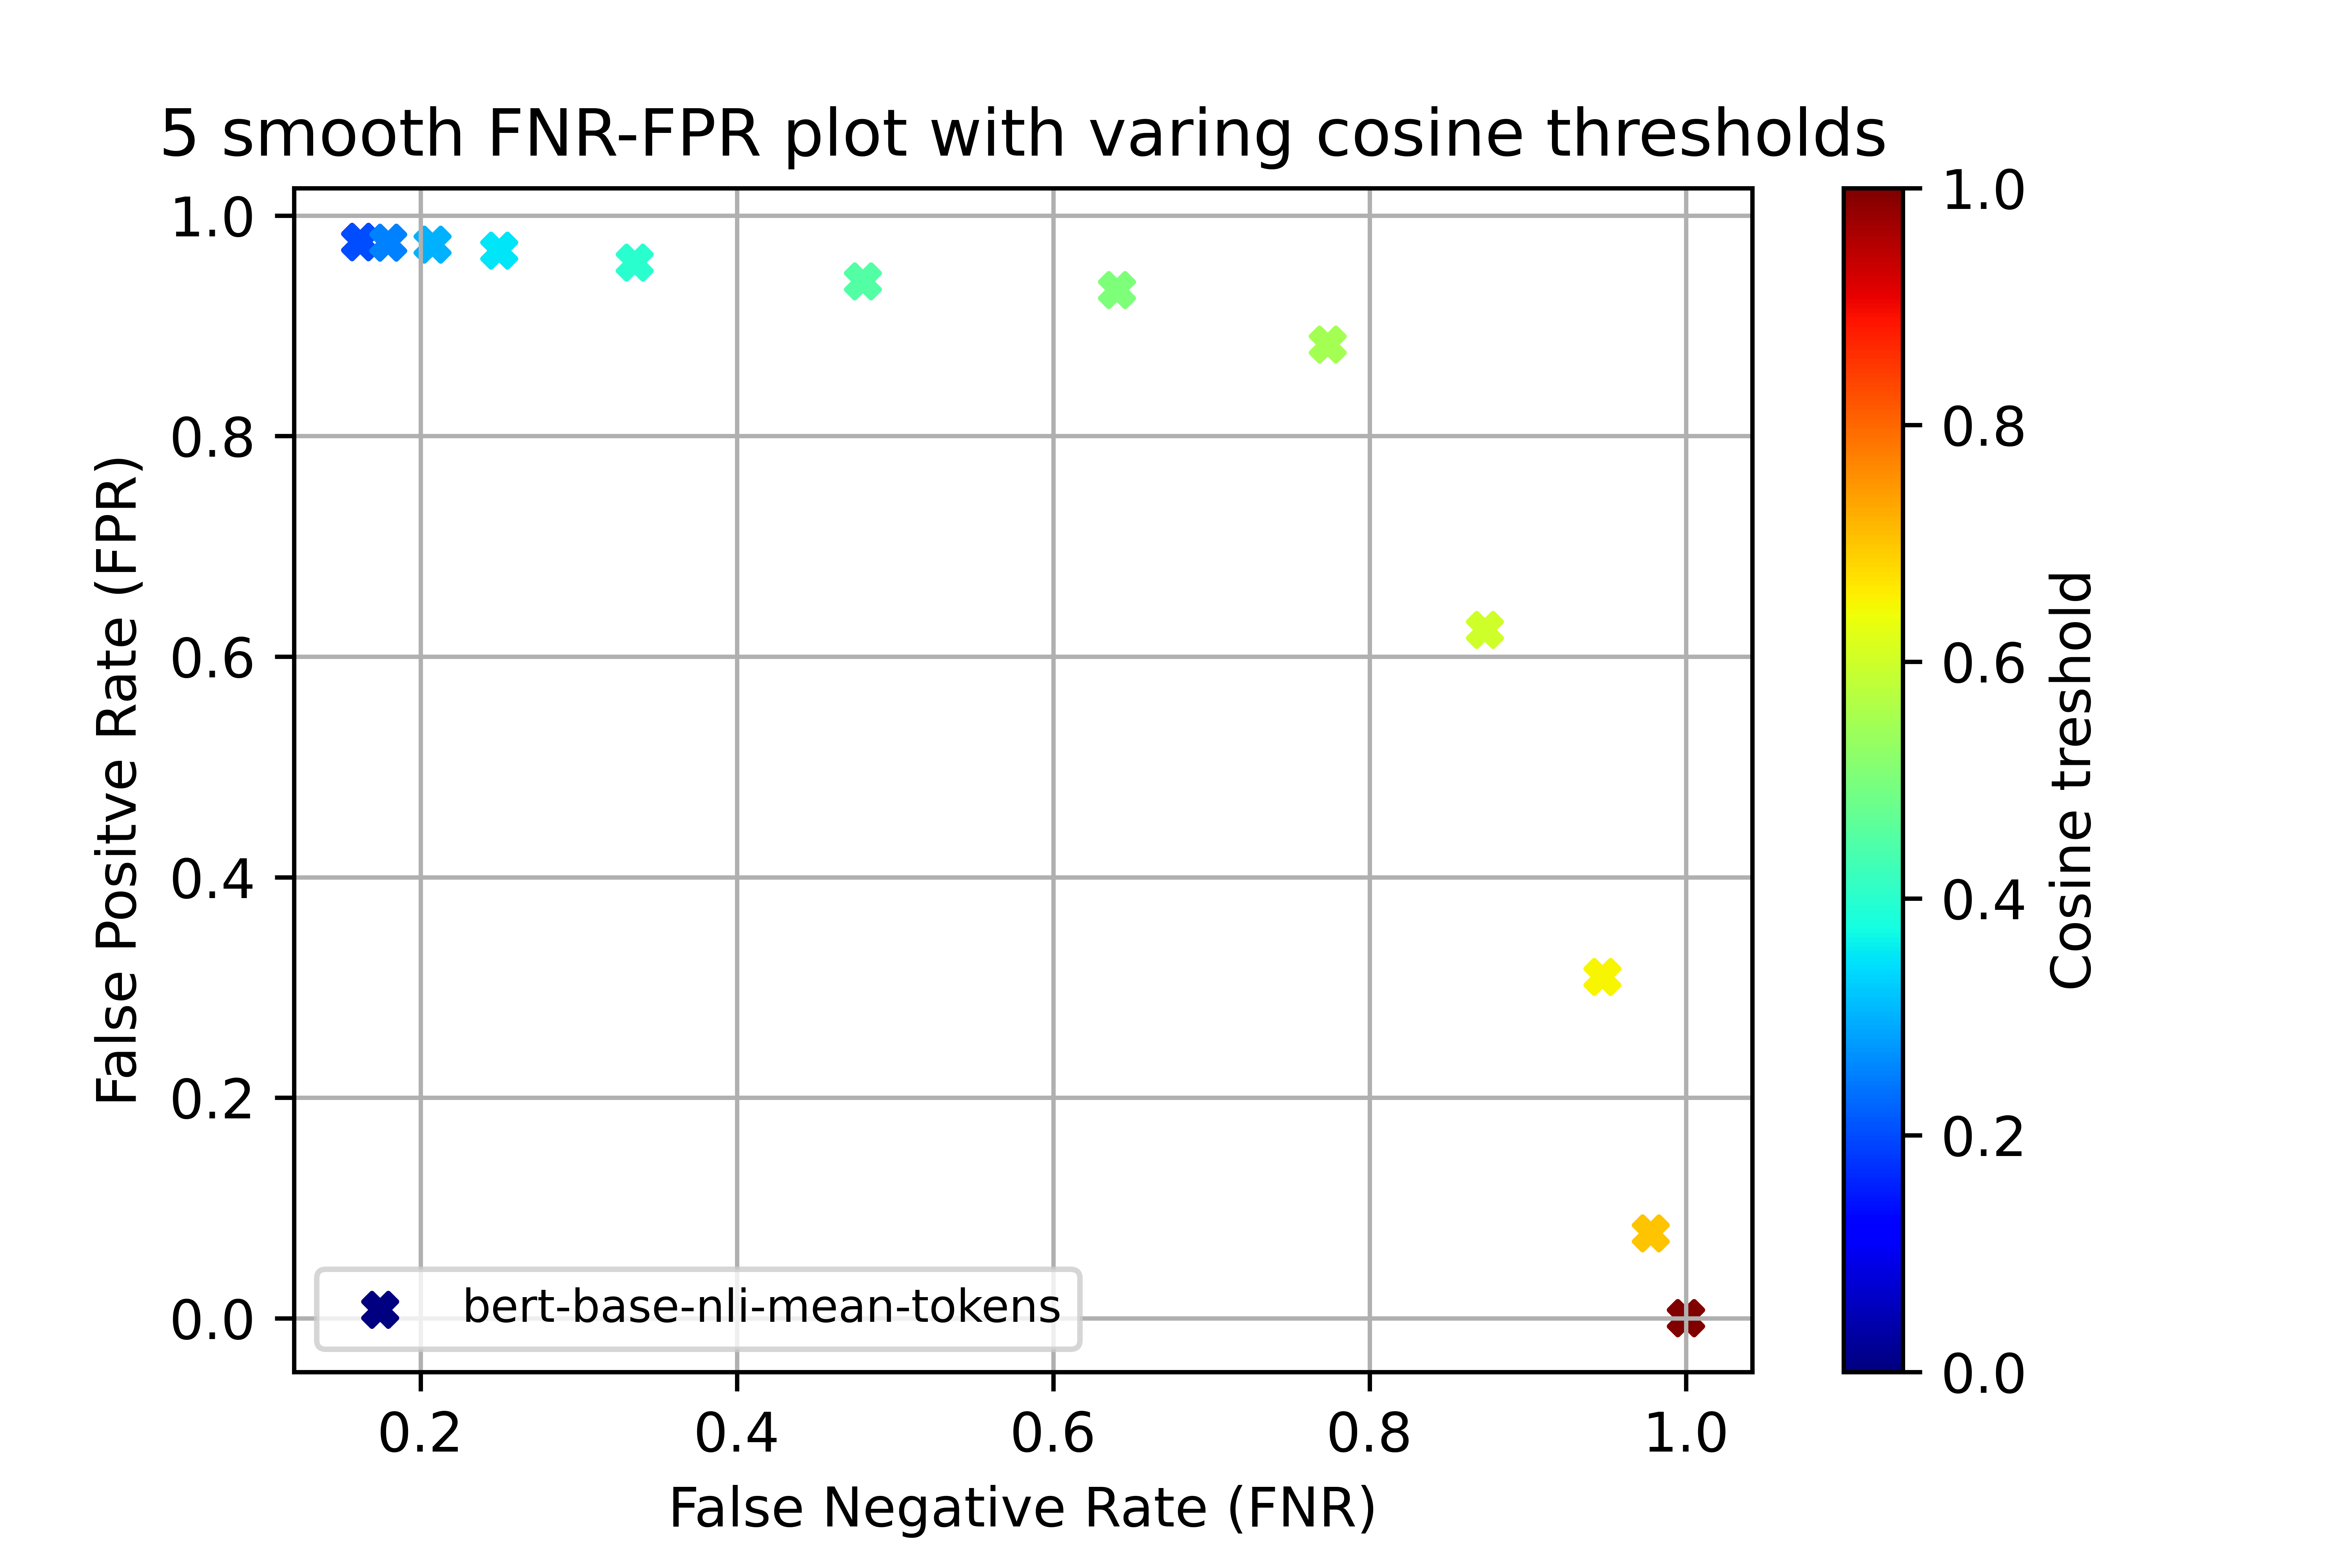 5 smooth FNR-FPR plot with varing cosine thresholds
1.0
0.8
0.6
0.4
0.2
0.0
False Positve Rate (FPR)
bert-base-nli-mean-tokens
0.2 0.4 0.6 0.8 1.0
False Negative Rate (FNR)
1.0
0.8
0.6
0.4
0.2
0.0
Cosine treshold